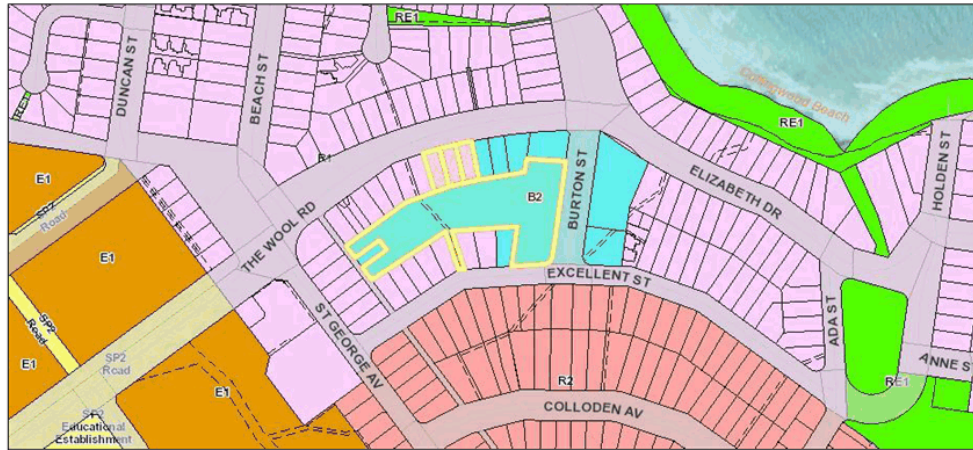 RE1
DUNCAN ST
BEACH ST
Collingwood Beach
RE1
HOLDEN ST
RE1
E1
R1
ELIZABETH DR
SP2
Road
THE WOOL RD
B2
BURTON ST
E1
EXCELLENT ST
SP2
Road
ST GEORGE AV
ADA ST
E1
SP2
Road
ANNE ST
E1
R2
RE1
COLLODEN AV
SP2
Educational
Establishment